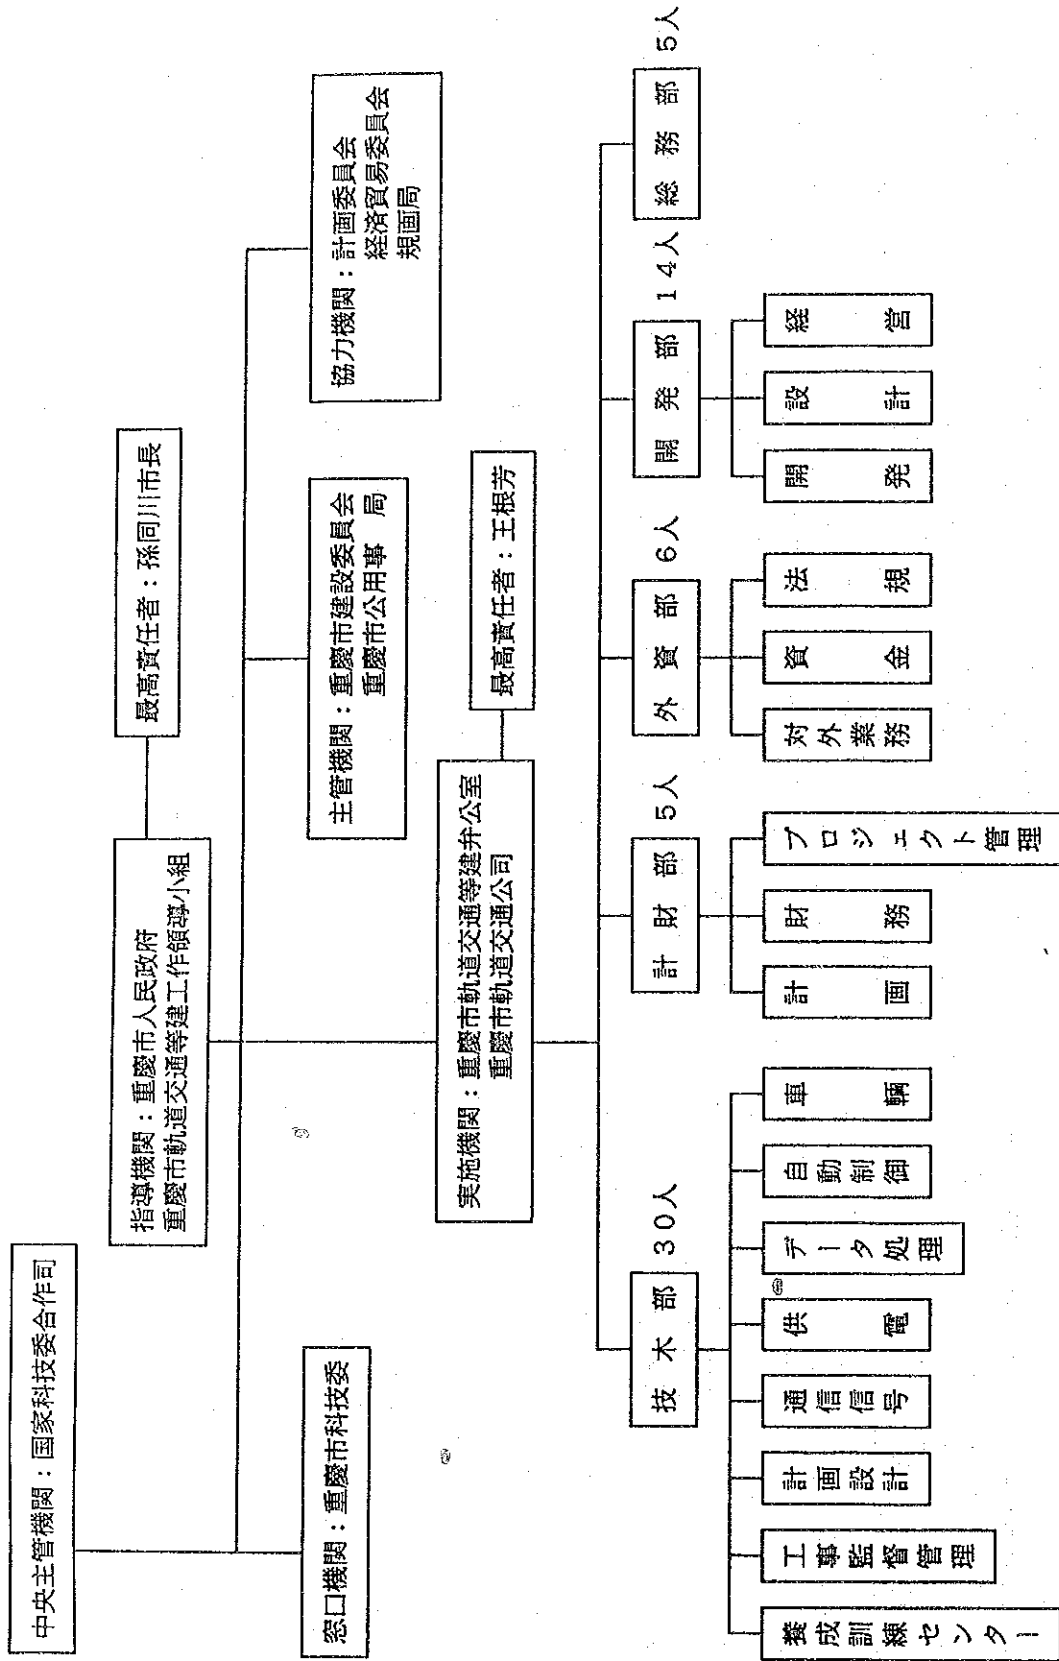 中央主管機関：国家科技委合作司
指導機関：重慶市人民政府
重慶市軌道交通等建工作領導小組
最高責任者：孫同川市長
窓口機関：重慶市科技委
主管機関：重慶市建設委員会
重慶市公用事　局
協力機関：計画委員会
経済貿易委員会
規画局
実施機関：重慶市軌道交通等建弁公室
重慶市軌道交通公司
最高責任者：王根芳
技木部 30人
計財部 5人
外資部 6人
開発部 14人
総務部 5人
養成訓練センター
工事監督管理
計画設計
通信信号
供電
データ処理
自動制御
車輌
計画
財務
プロジェクト管理
対外業務
資金
法規
開発
設計
経営